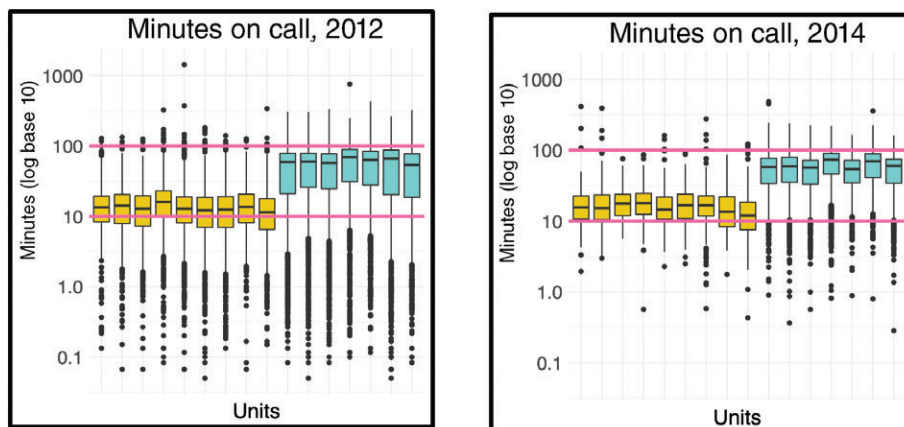 Minutes on call, 2012
Minutes (log base 10)
1000
100
10
1.0
0.1
Units
Minutes on call, 2014
Minutes (log base 10)
1000
100
10
1.0
0.1
Units